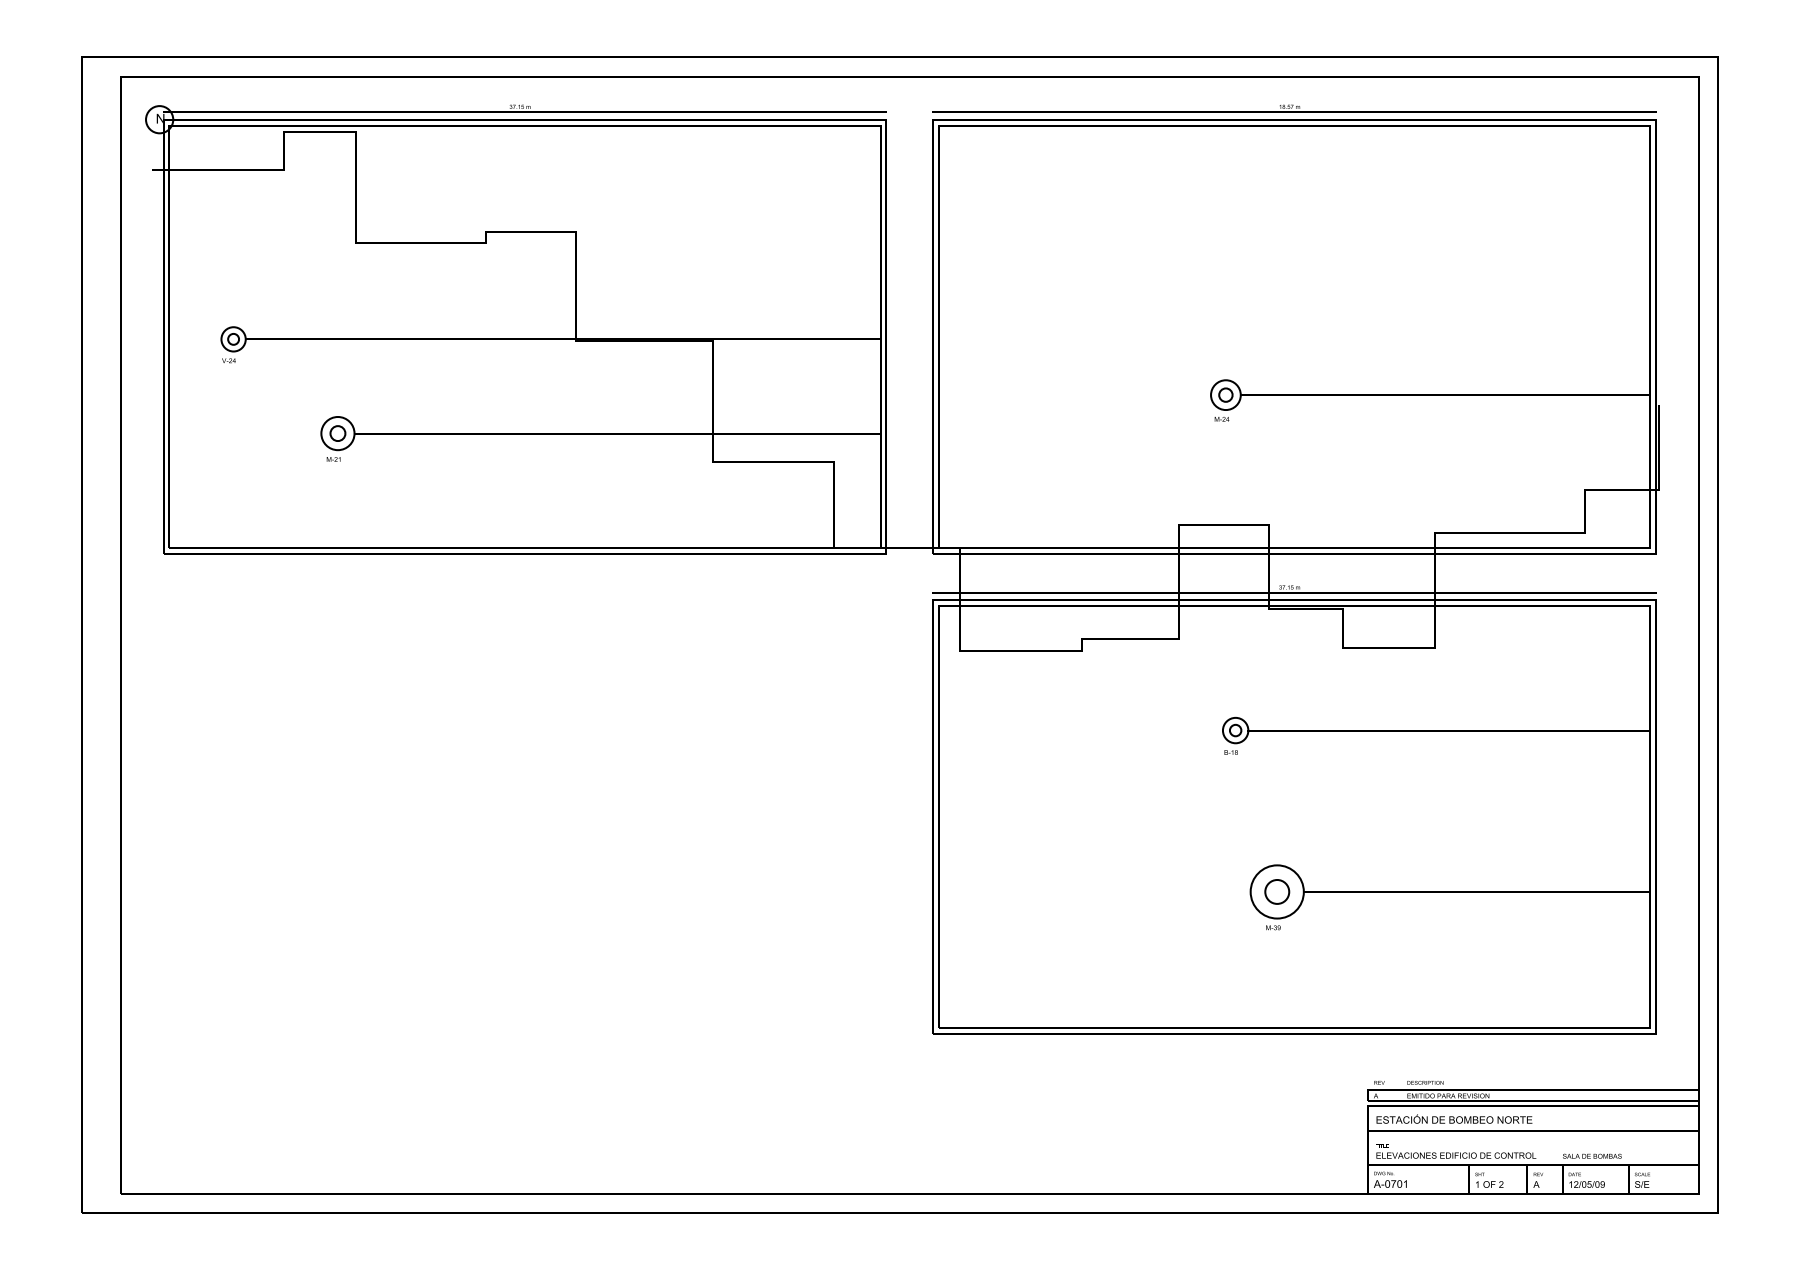 37.15 m
18.57 m
N
V-24
M-24
M-21
37.15 m
B-18
M-39
REV DESCRIPTION
A EMITIDO PARA REVISION
ESTACIÓN DE BOMBEO NORTE
TITLE
ELEVACIONES EDIFICIO DE CONTROL SALA DE BOMBAS
DWG No. SHT REV DATE SCALE
A-0701 1 OF 2 A 12/05/09 S/E